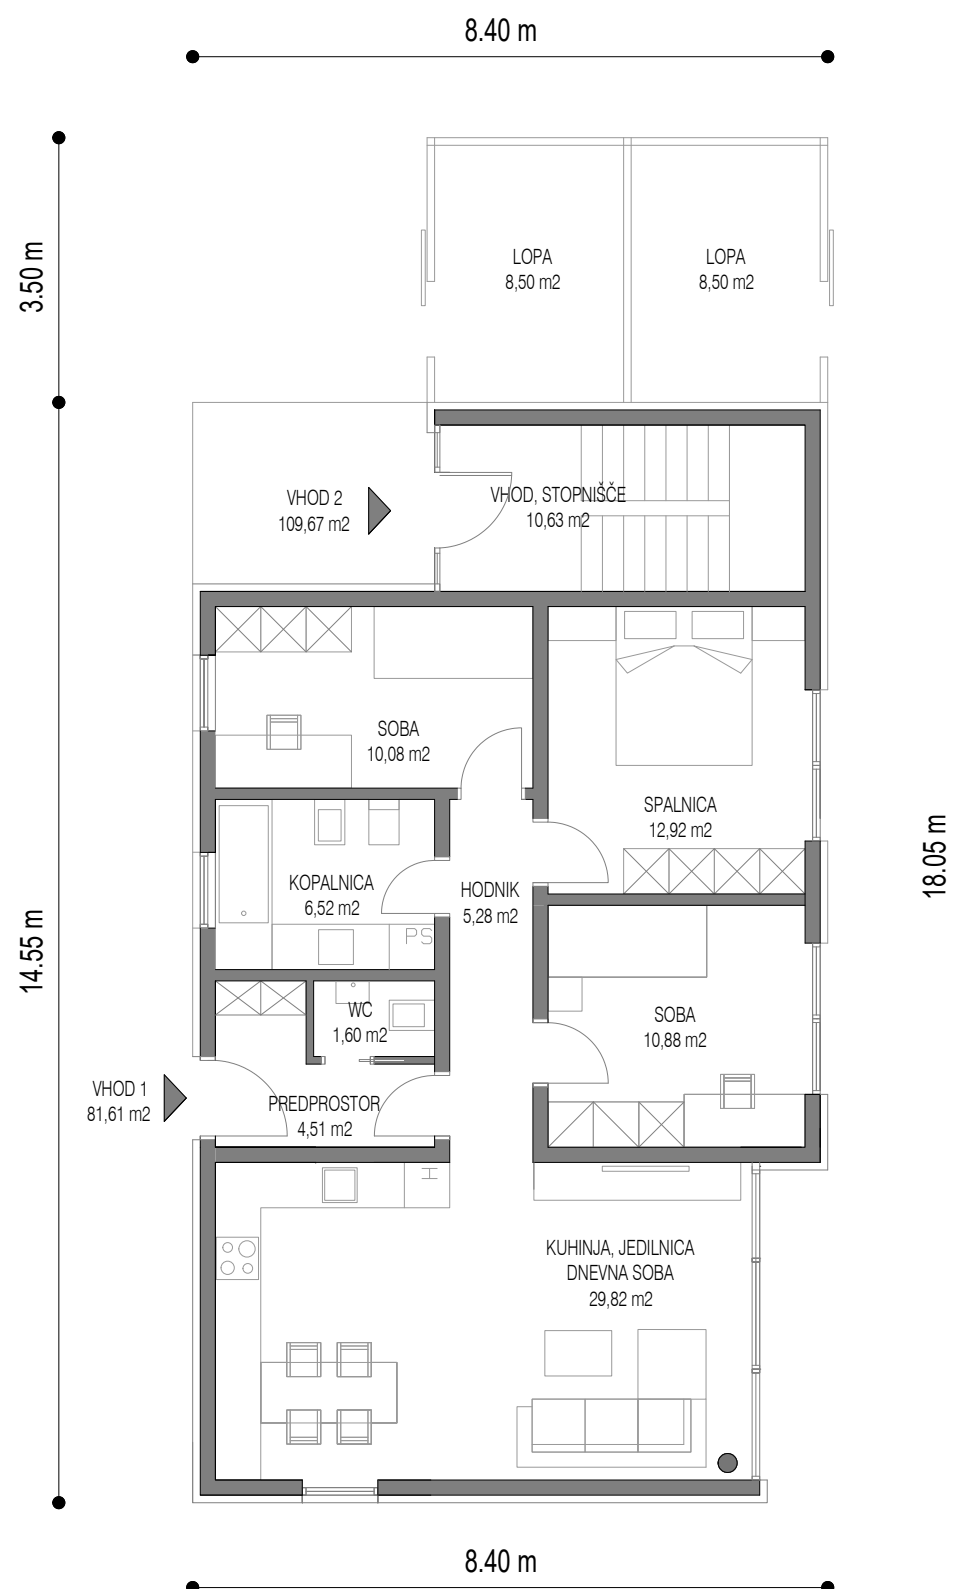 8.40 m
3.50 m
LOPA
8,50 m2
LOPA
8,50 m2
VHOD 2
109,67 m2
VHOD, STOPNIŠČE
10,63 m2
SOBA
10,08 m2
SPALNICA
12,92 m2
KOPALNICA
6,52 m2
PS
HODNIK
5,28 m2
18.05 m
14.55 m
WC
1,60 m2
SOBA
10,88 m2
VHOD 1
81,61 m2
PREDPROSTOR
4,51 m2
H
KUHINJA, JEDILNICA
DNEVNA SOBA
29,82 m2
8.40 m